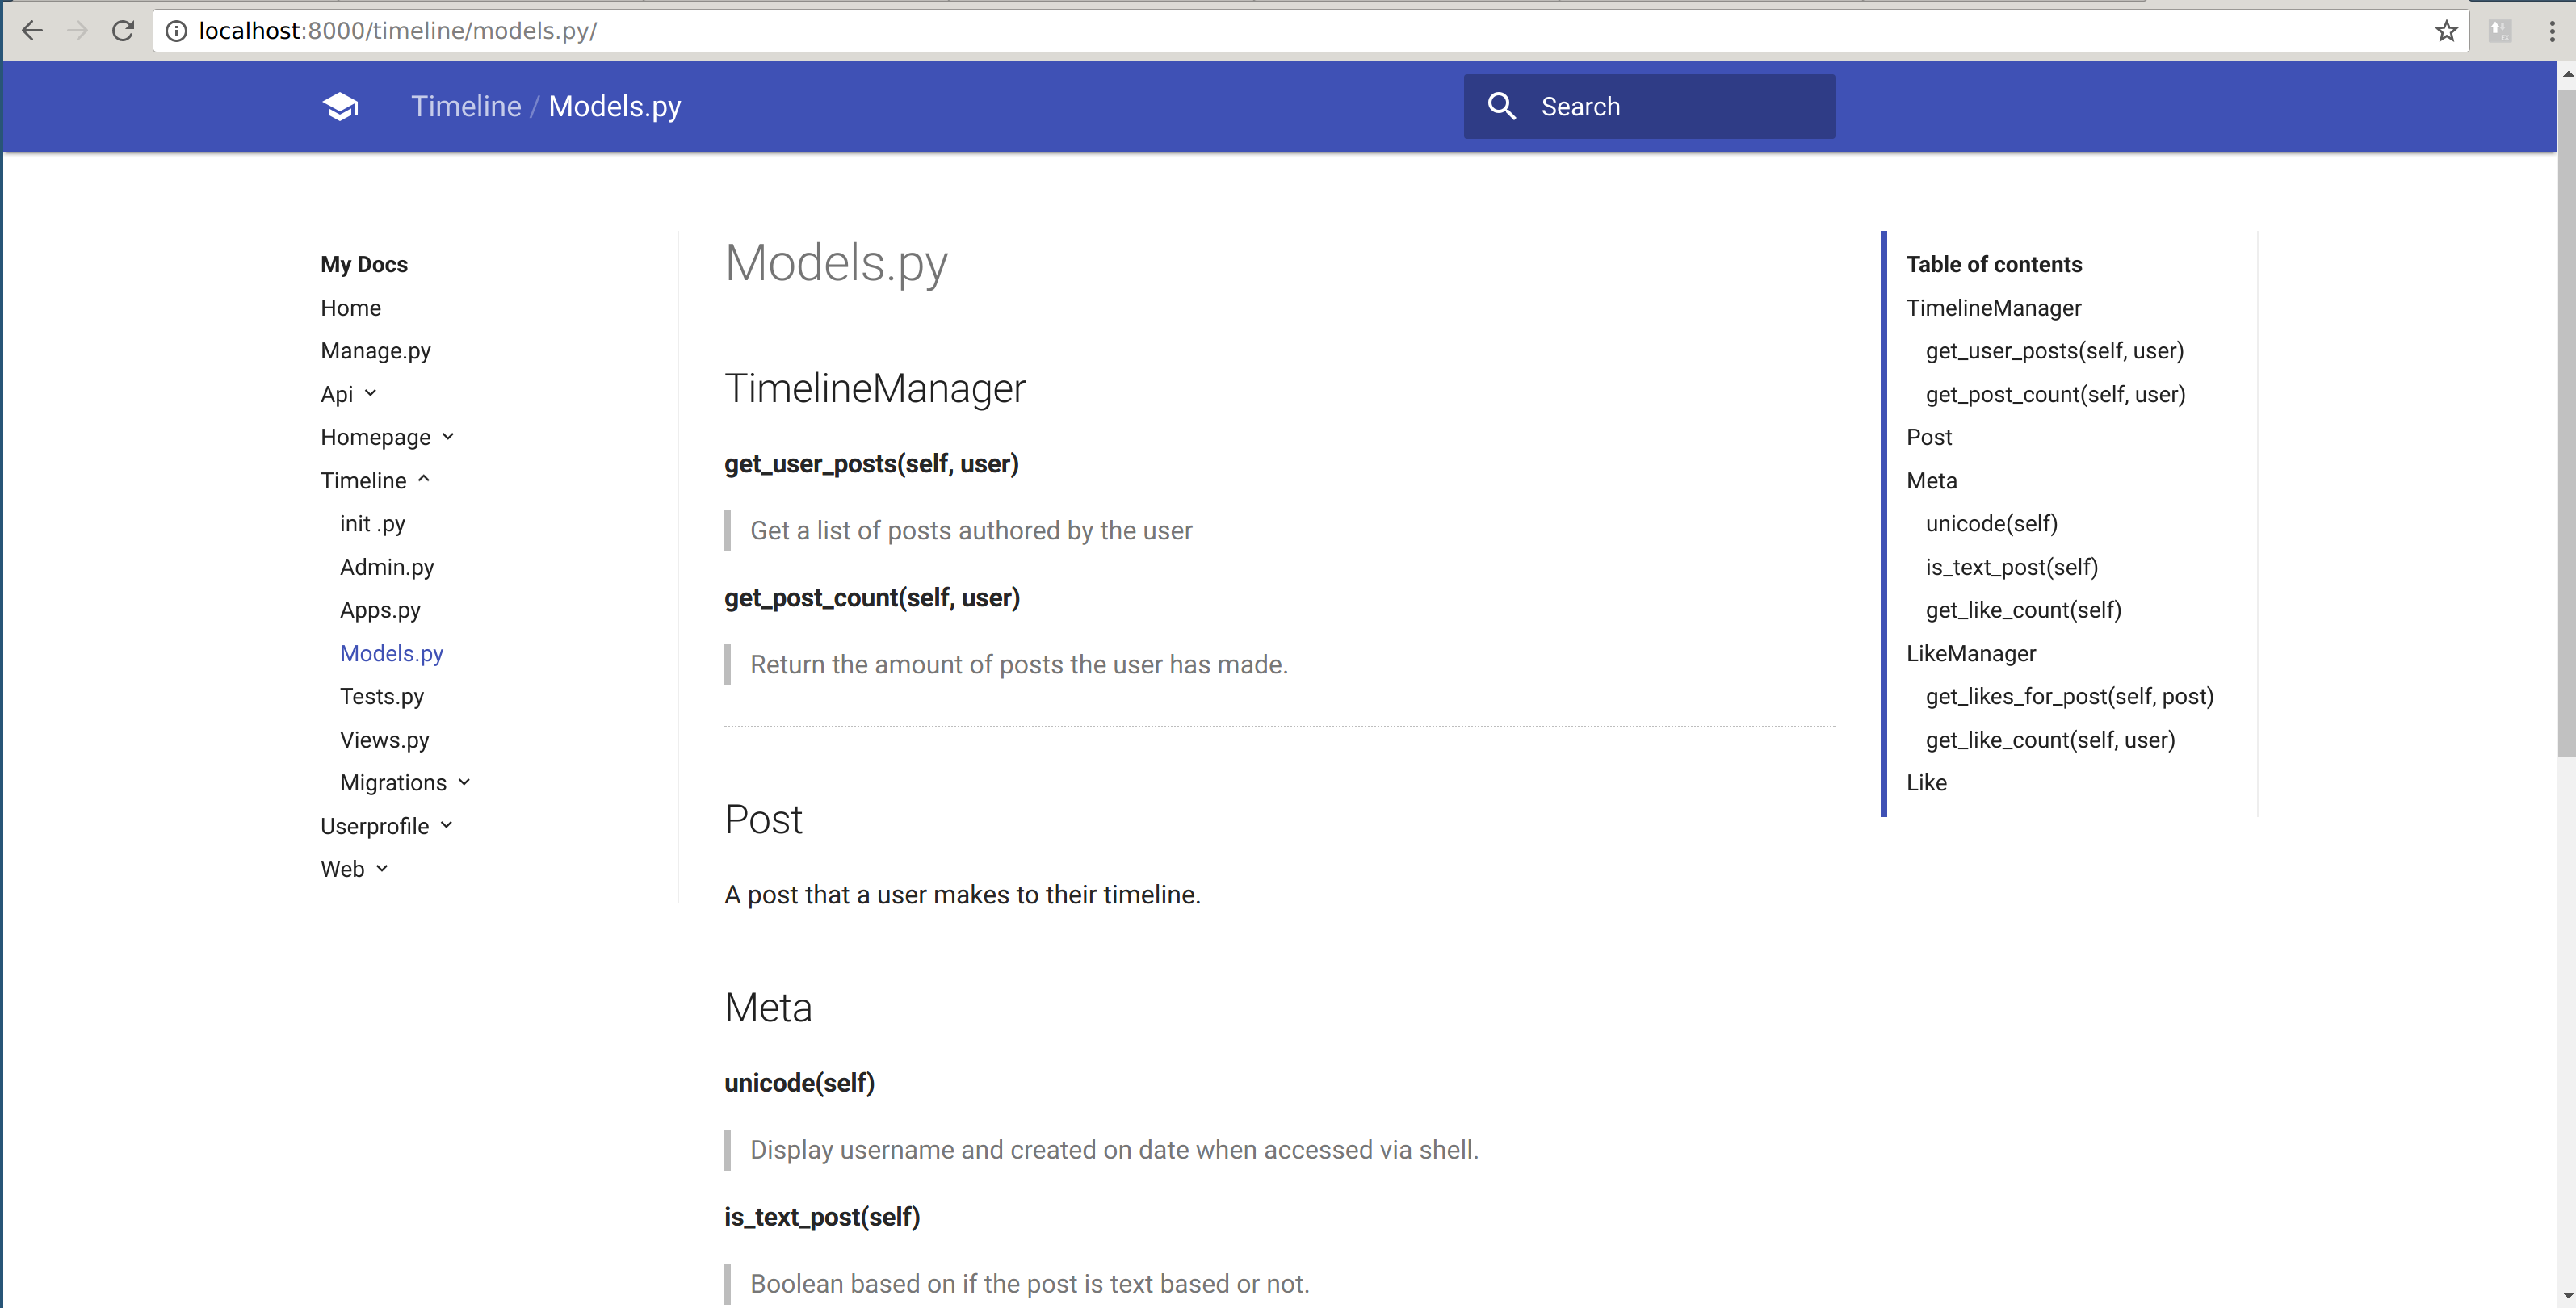 localhost:8000/timeline/models.py/
Timeline / Models.py
Search
My Docs
Home
Manage.py
Api
Homepage
Timeline
init .py
Admin.py
Apps.py
Models.py
Tests.py
Views.py
Migrations
Userprofile
Web
Models.py
TimelineManager
get_user_posts(self, user)
Get a list of posts authored by the user
get_post_count(self, user)
Return the amount of posts the user has made.
Post
A post that a user makes to their timeline.
Meta
unicode(self)
Display username and created on date when accessed via shell.
is_text_post(self)
Boolean based on if the post is text based or not.
Table of contents
TimelineManager
get_user_posts(self, user)
get_post_count(self, user)
Post
Meta
unicode(self)
is_text_post(self)
get_like_count(self)
LikeManager
get_likes_for_post(self, post)
get_like_count(self, user)
Like